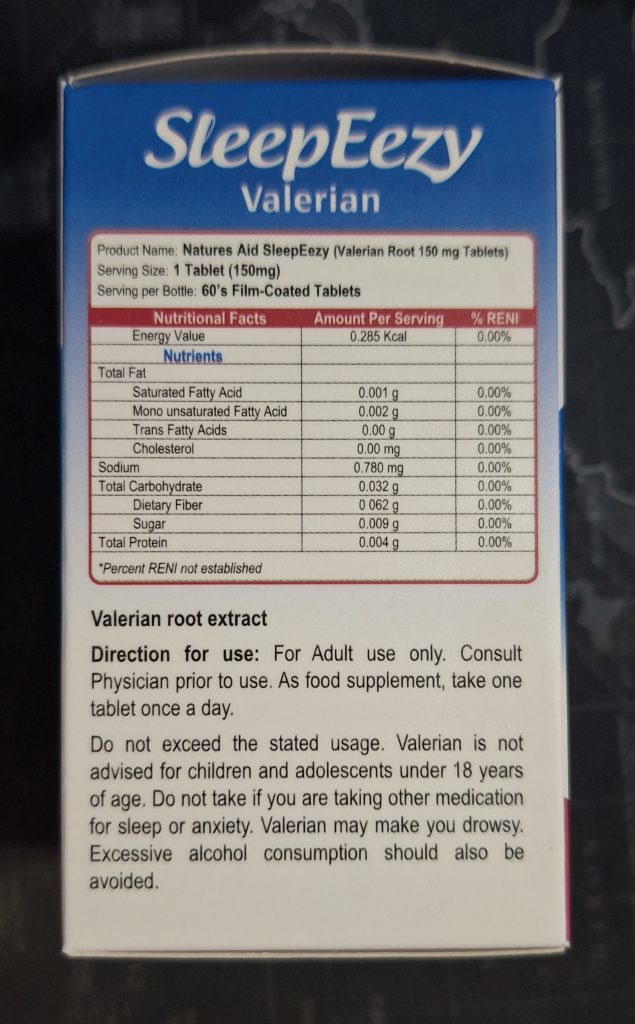 SleepEezy
Valerian
Product Name: Natures Aid SleepEezy (Valerian Root 150 mg Tablets)
Serving Size: 1 Tablet (150mg)
Serving per Bottle: 60's Film-Coated Tablets
Nutritional Facts Amount Per Serving % RENI
Energy Value 0.285 Kcal 0.00%
Nutrients
Total Fat
Saturated Fatty Acid 0.001 g 0.00%
Mono unsaturated Fatty Acid 0.002 g 0.00%
Trans Fatty Acids 0.00 g 0.00%
Cholesterol 0.00 mg 0.00%
Sodium 0.780 mg 0.00%
Total Carbohydrate 0.032 g 0.00%
Dietary Fiber 0 062 g 0.00%
Sugar 0.009 g 0.00%
Total Protein 0.004 g 0.00%
*Percent RENI not established
Valerian root extract
Direction for use: For Adult use only. Consult
Physician prior to use. As food supplement, take one
tablet once a day.
Do not exceed the stated usage. Valerian is not
advised for children and adolescents under 18 years
of age. Do not take if you are taking other medication
for sleep or anxiety. Valerian may make you drowsy.
Excessive alcohol consumption should also be
avoided.